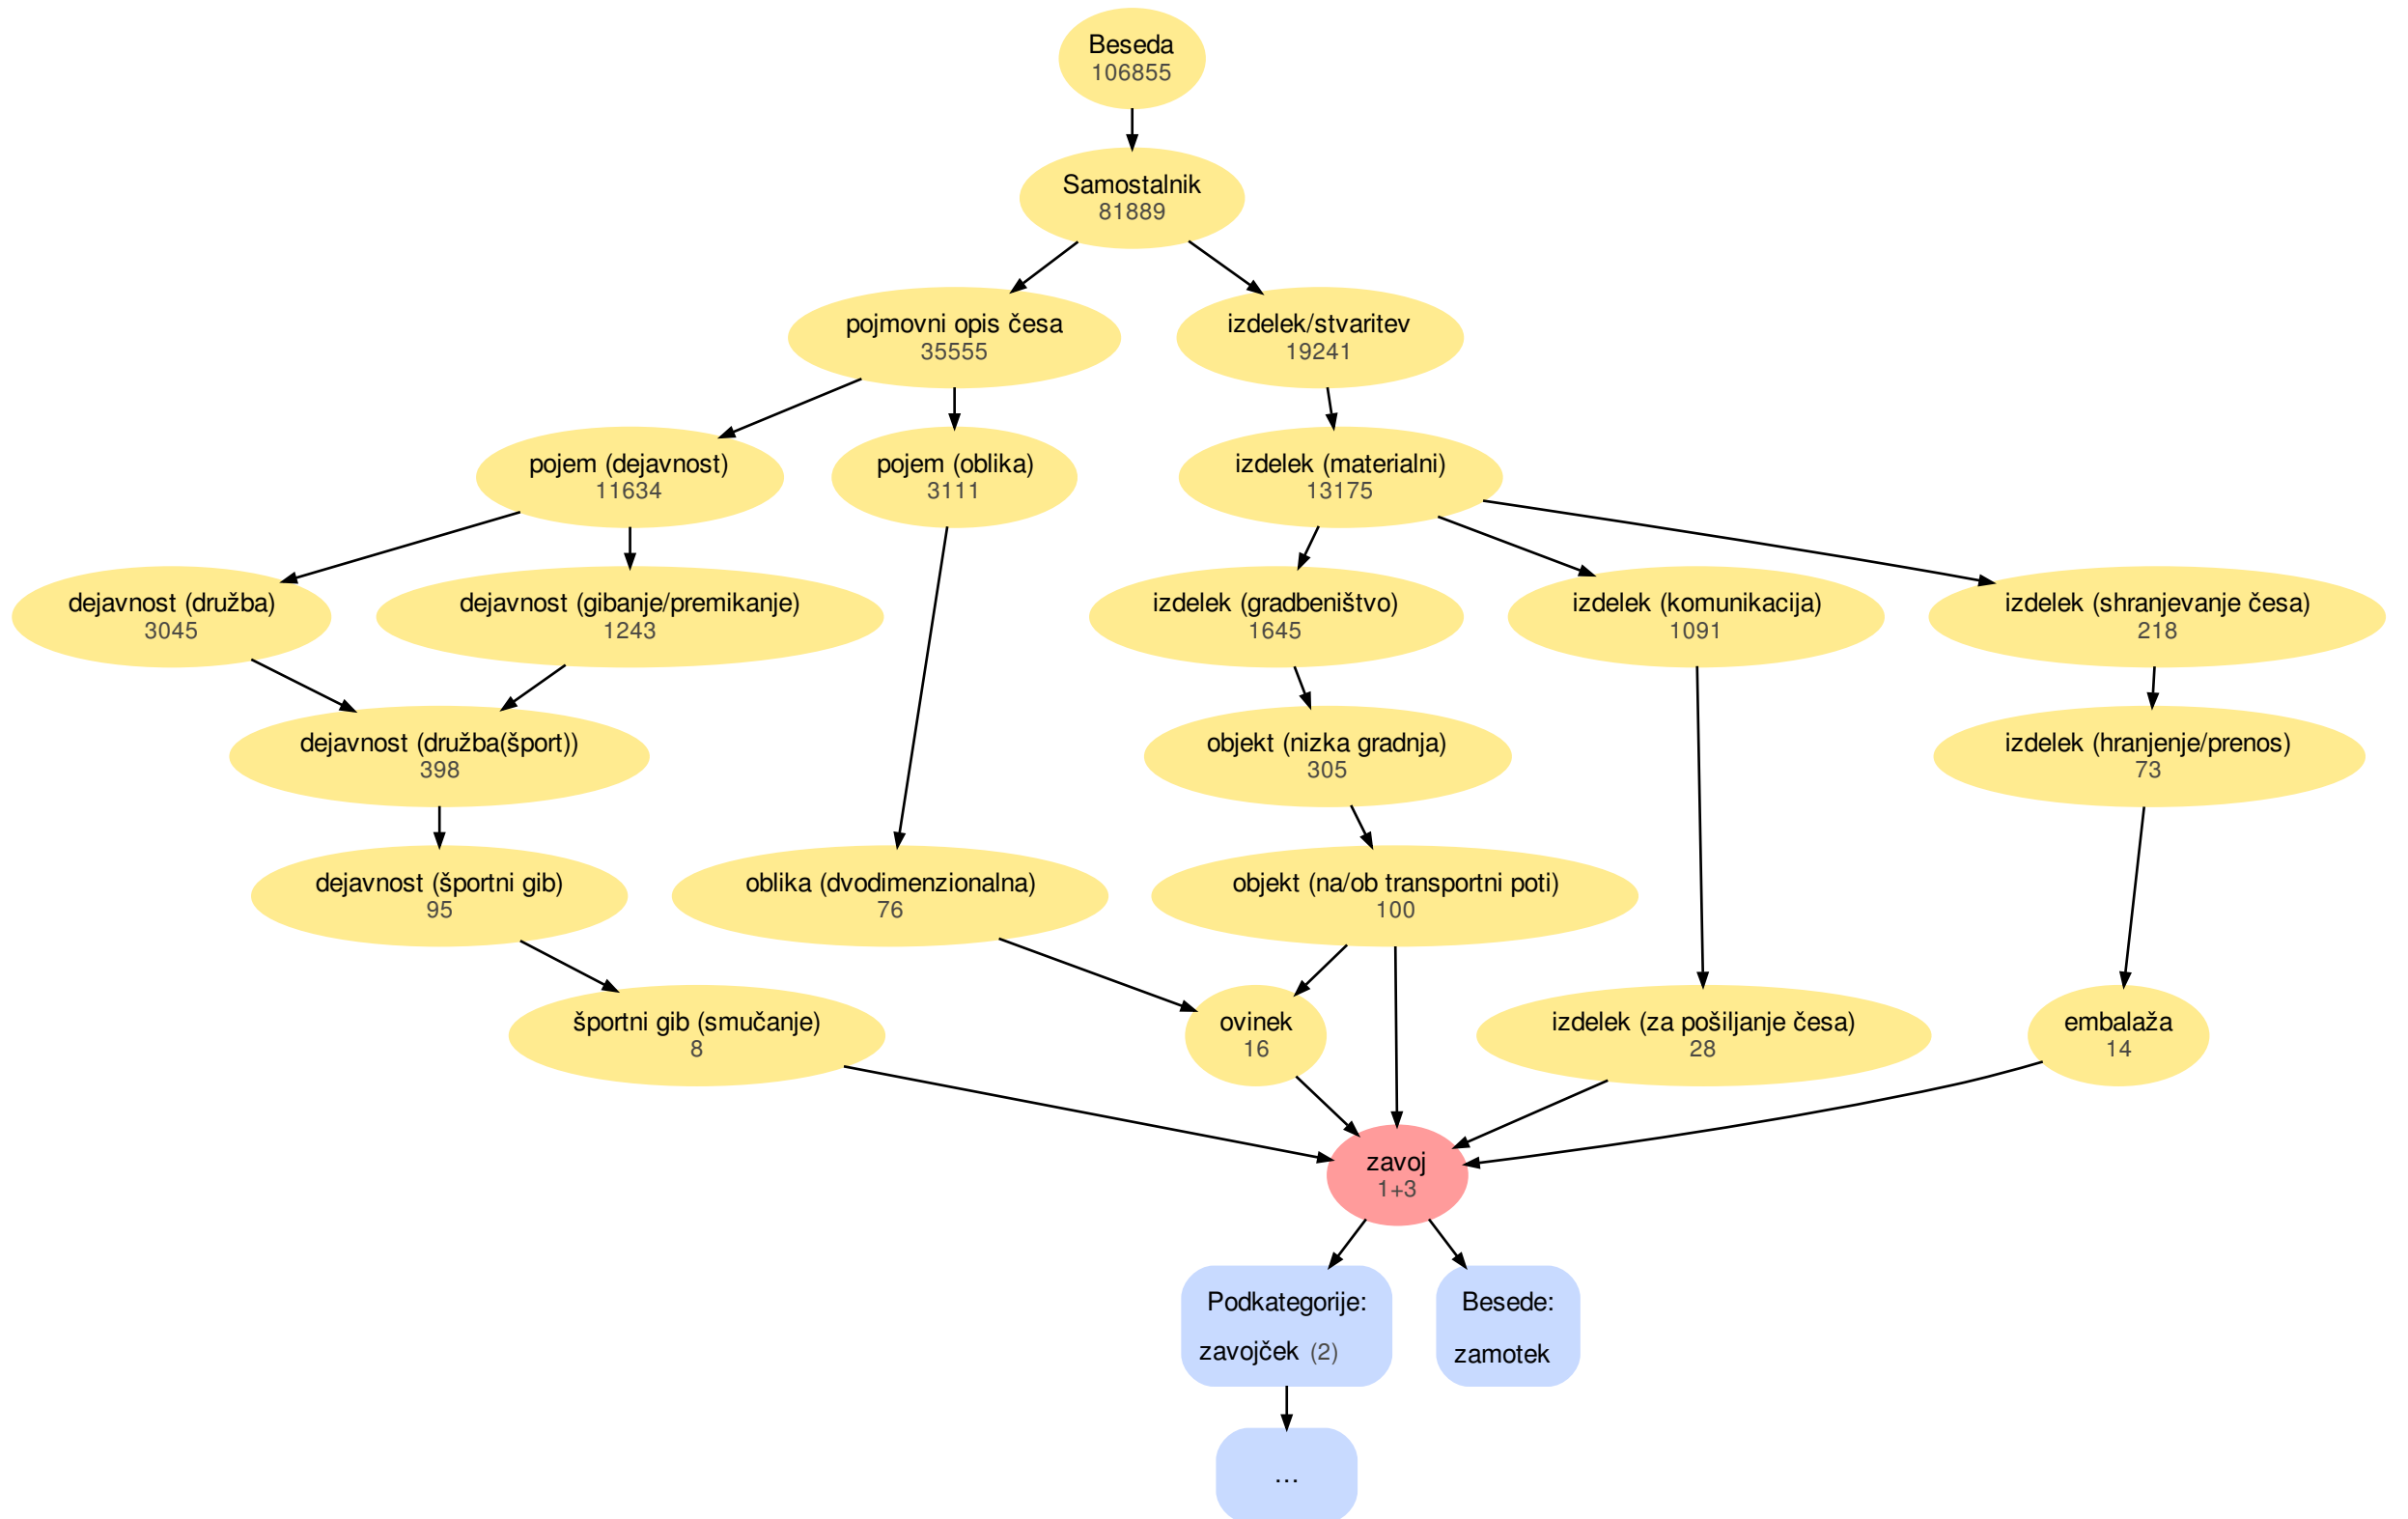 Beseda
106855
Samostalnik
81889
pojmovni opis česa
35555
izdelek/stvaritev
19241
pojem (dejavnost)
11634
pojem (oblika)
3111
izdelek (materialni)
13175
dejavnost (družba)
3045
dejavnost (gibanje/premikanje)
1243
izdelek (gradbeništvo)
1645
izdelek (komunikacija)
1091
izdelek (shranjevanje česa)
218
dejavnost (družba(šport))
398
objekt (nizka gradnja)
305
izdelek (hranjenje/prenos)
73
dejavnost (športni gib)
95
oblika (dvodimenzionalna)
76
objekt (na/ob transportni poti)
100
športni gib (smučanje)
8
ovinek
16
izdelek (za pošiljanje česa)
28
embalaža
14
zavoj
1+3
Podkategorije:
zavojček (2)
Besede:
zamotek
...